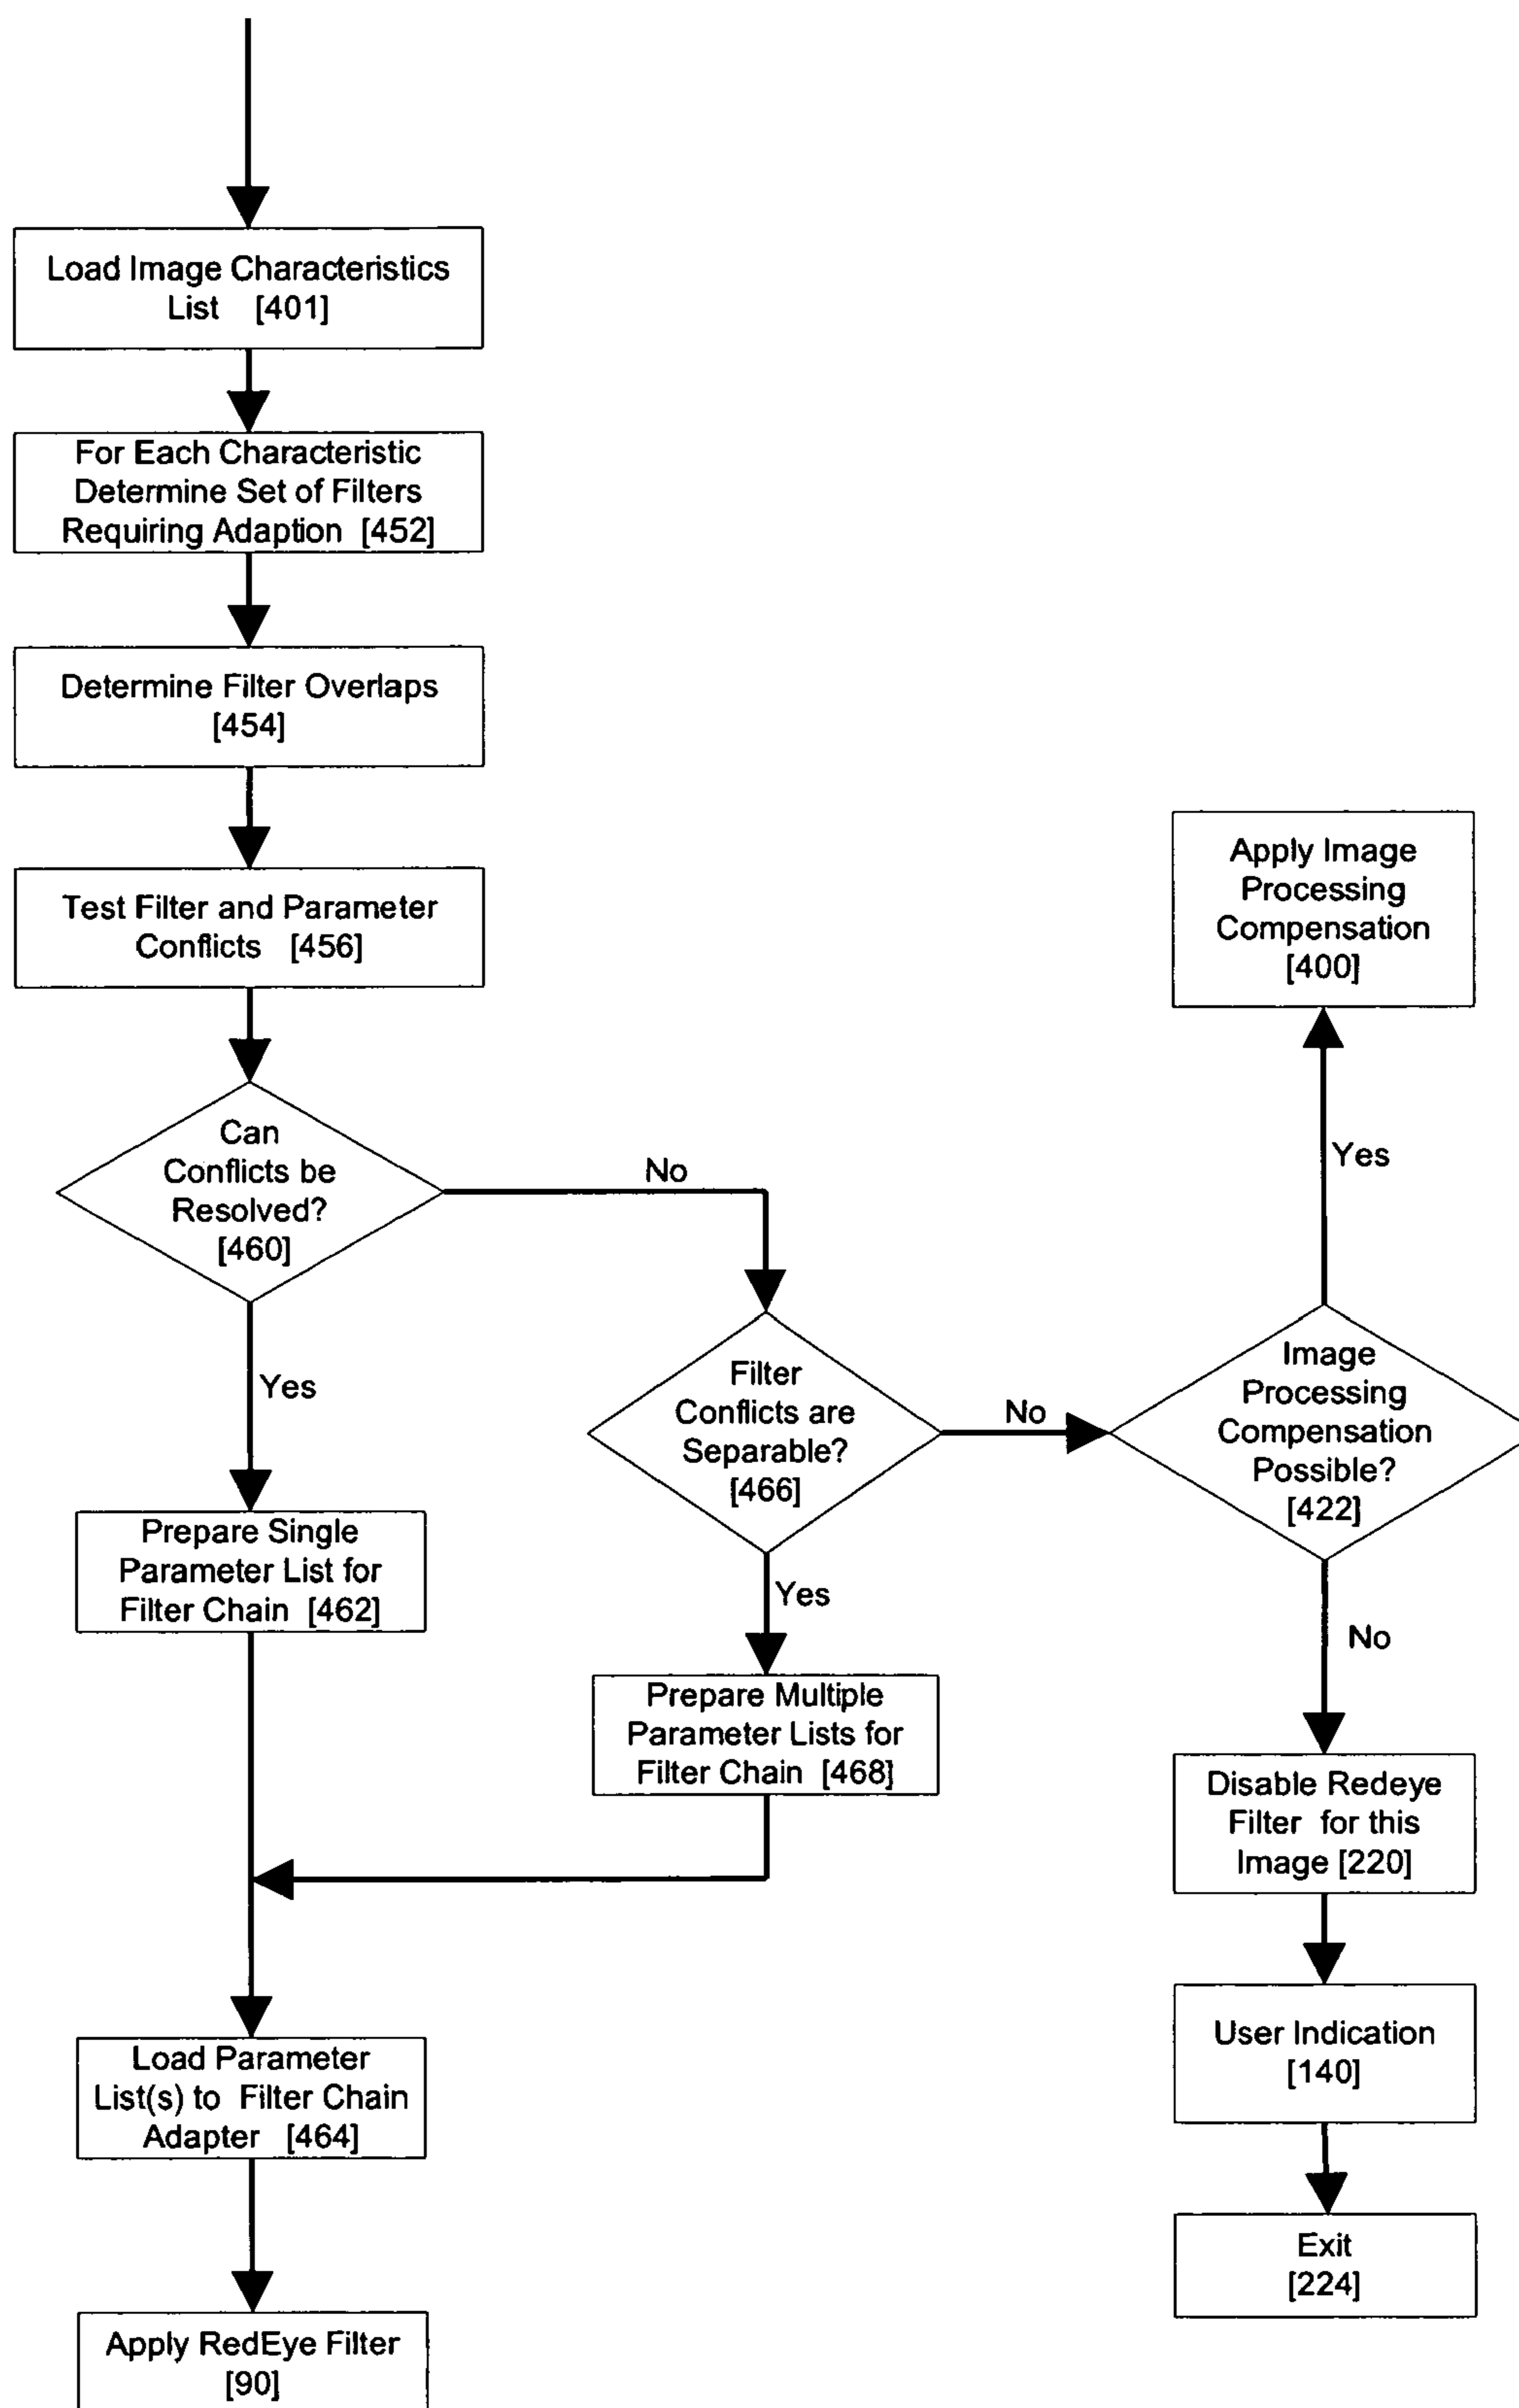 Load Image Characteristics
List [401]
For Each Characteristic
Determine Set of Filters
Requiring Adaption [452]
Determine Filter Overlaps
[454]
Test Filter and Parameter
Conflicts [456]
Can
Conflicts be
Resolved?
[460]
No
Yes
Filter
Conflicts are
Separable?
[466]
No
Yes
Image
Processing
Compensation
Possible?
[422]
Yes
No
Apply Image
Processing
Compensation
[400]
Prepare Single
Parameter List for
Filter Chain [462]
Prepare Multiple
Parameter Lists for
Filter Chain [468]
Load Parameter
List(s) to Filter Chain
Adapter [464]
Apply RedEye Filter
[90]
Disable Redeye
Filter for this
Image [220]
User Indication
[140]
Exit
[224]